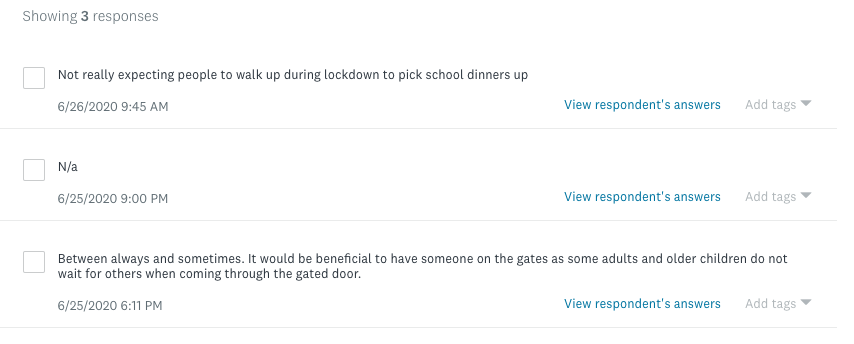 Showing 3 responses
Not really expecting people to walk up during lockdown to pick school dinners up
6/26/2020 9:45 AM
View respondent's answers
Add tags
N/a
6/25/2020 9:00 PM
View respondent's answers
Add tags
Between always and sometimes. It would be beneficial to have someone on the gates as some adults and older children do not
wait for others when coming through the gated door.
6/25/2020 6:11 PM
View respondent's answers
Add tags